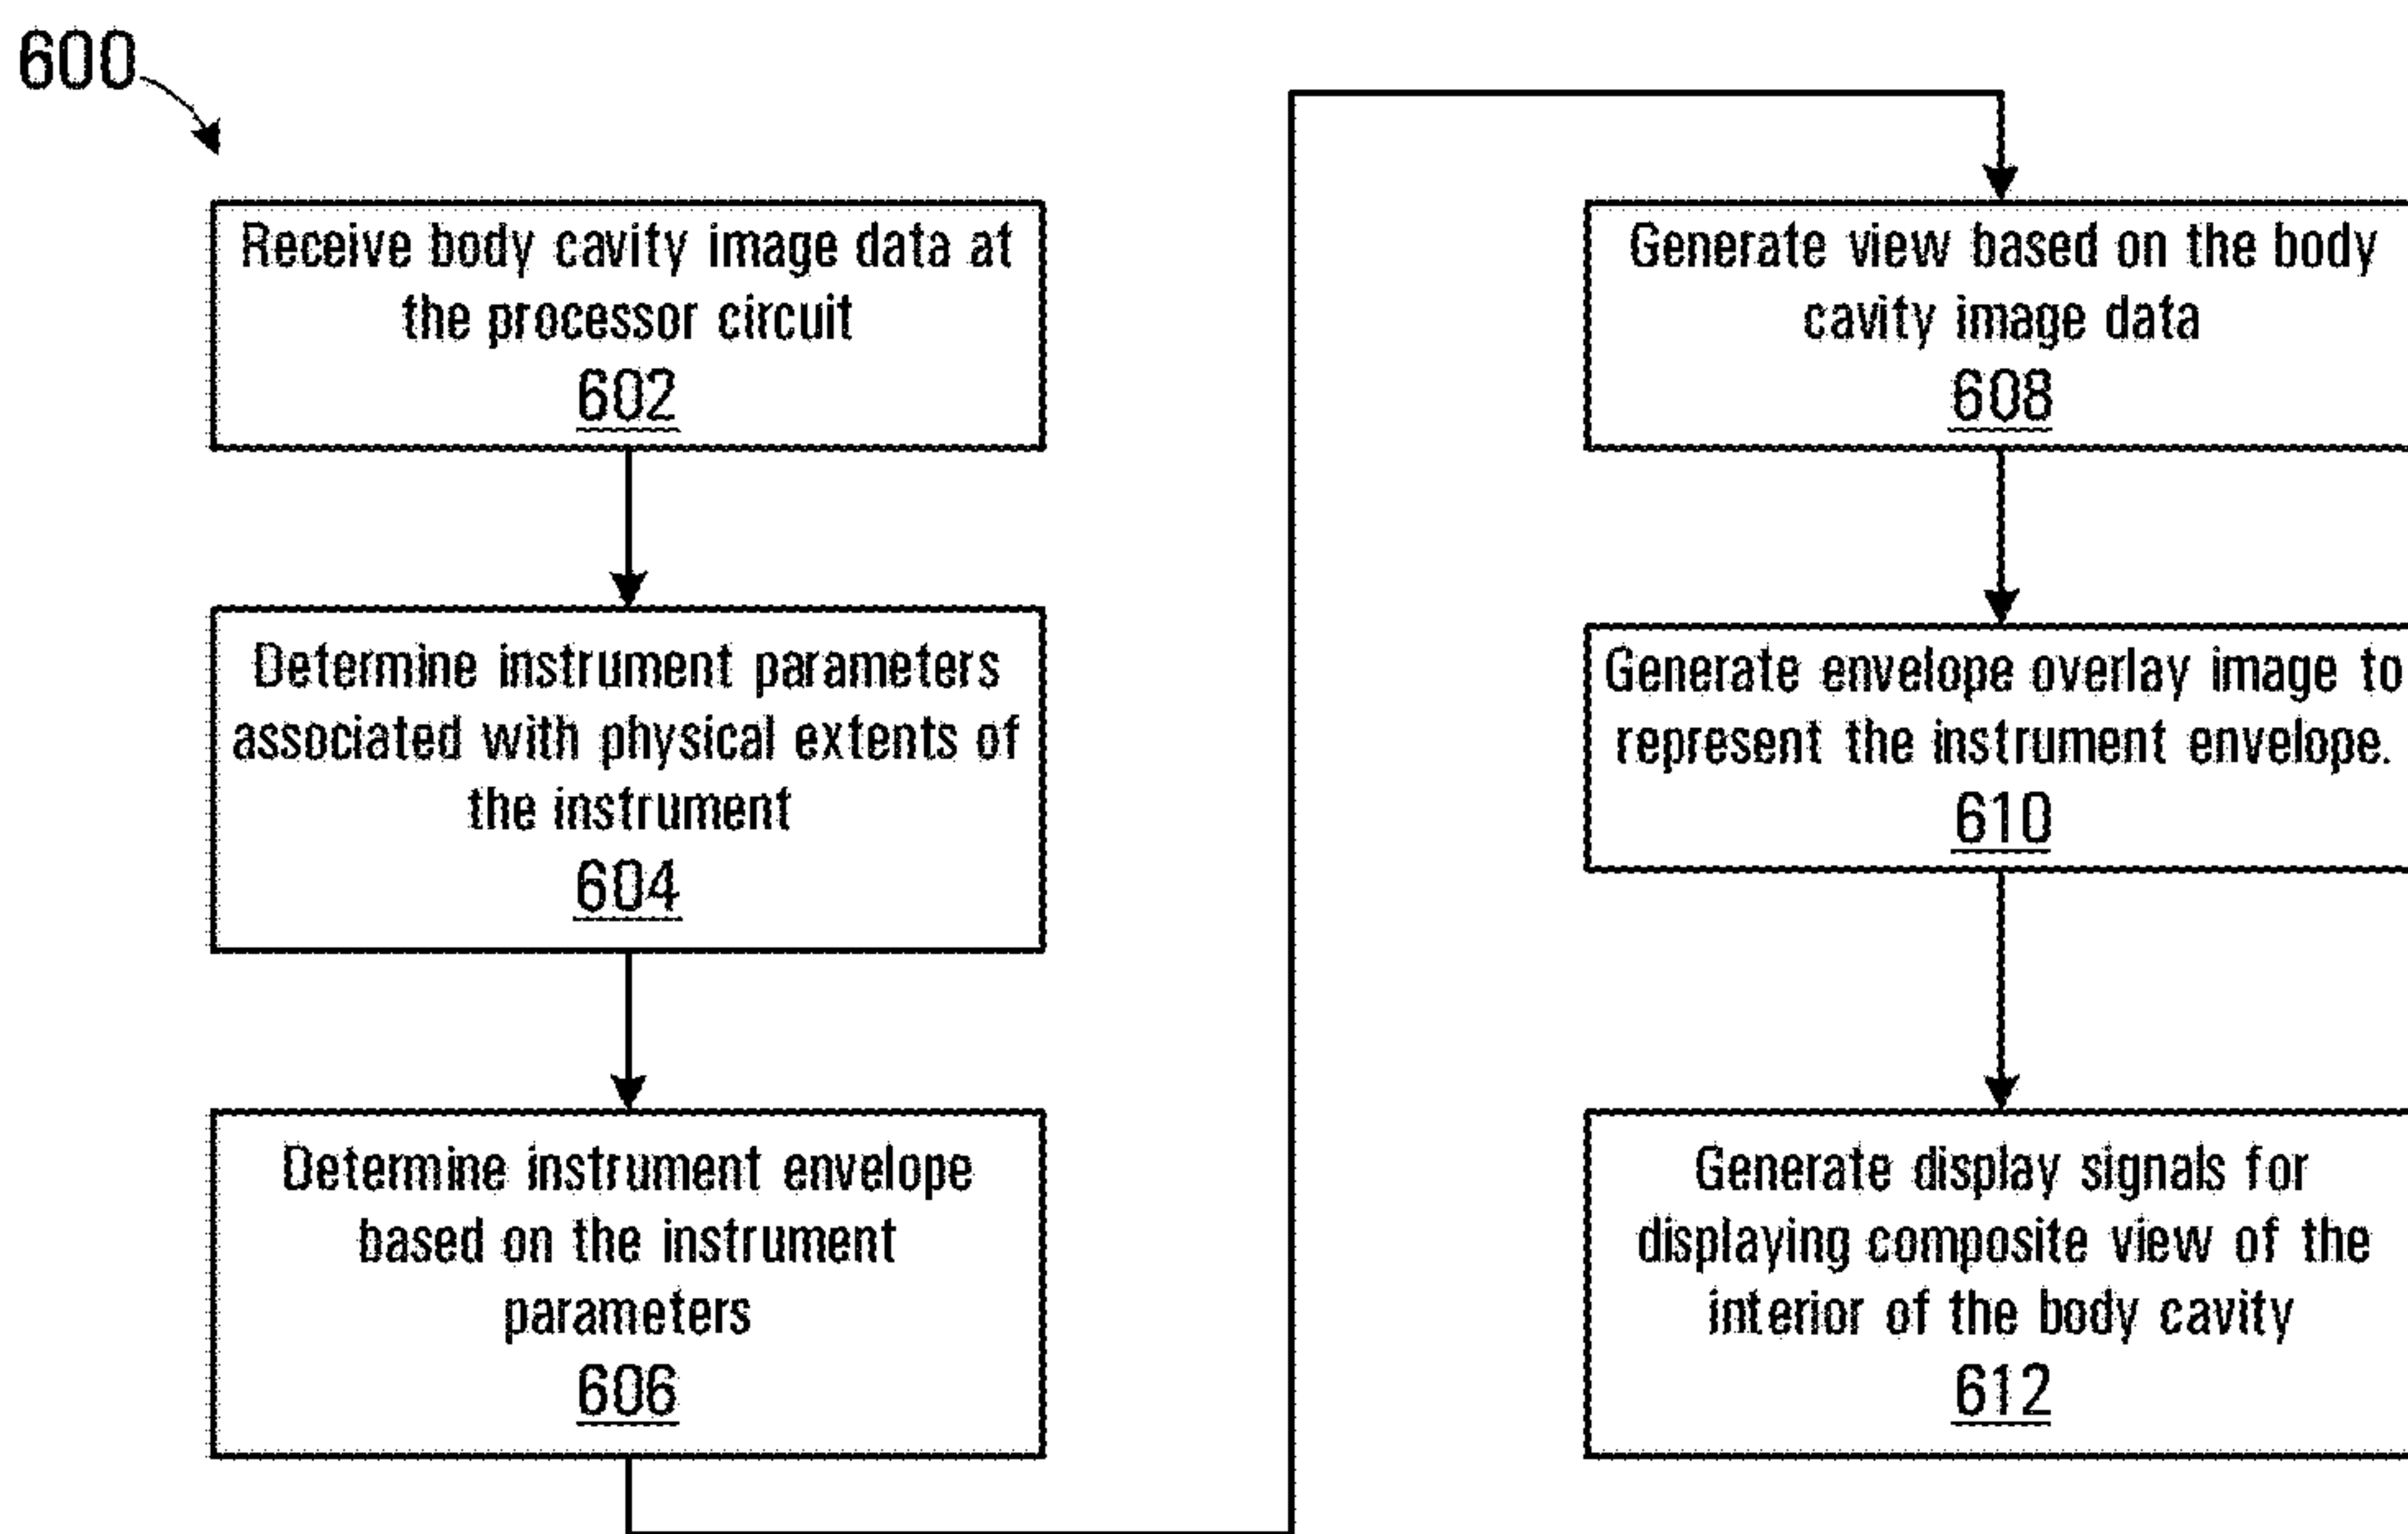 600
Receive body cavity image data at
the processor circuit
602
Determine instrument parameters
associated with physical extents of
the instrument
604
Determine instrument envelope
based on the instrument
parameters
606
Generate view based on the body
cavity image data
608
Generate envelope overlay image to
represent the instrument envelope.
610
Generate display signals for
displaying composite view of the
interior of the body cavity
612